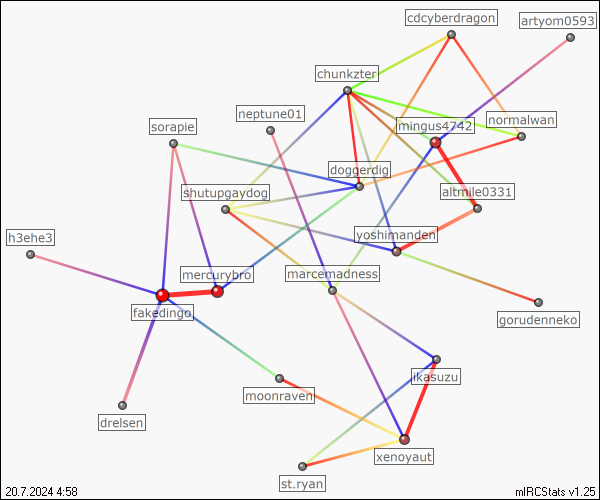 cdcyberdragon
artyom0593
chunkzter
neptune01
mingus4742
normalwan
sorapie
doggerdig
shutupgaydog
altmile0331
yoshimanden
h3ehe3
mercurybro
marcemadness
fakedingo
gorudenneko
ikasuzu
moonraven
drelsen
xenoyaut
st.ryan
20.7.2024 4:58
mIRCStats v1.25